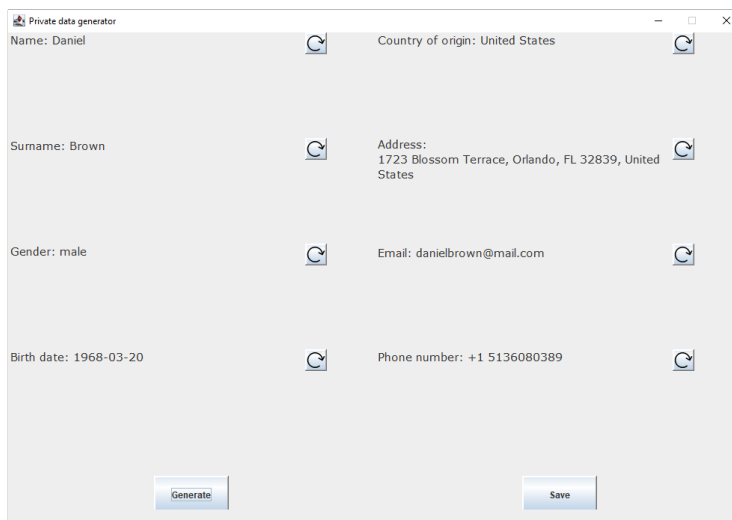 Private data generator
Name: Daniel
Country of origin: United States
Surname: Brown
Address:
1723 Blossom Terrace, Orlando, FL 32839, United
States
Gender: male
Email: danielbrown@mail.com
Birth date: 1968-03-20
Phone number: +1 5136080389
Generate
Save